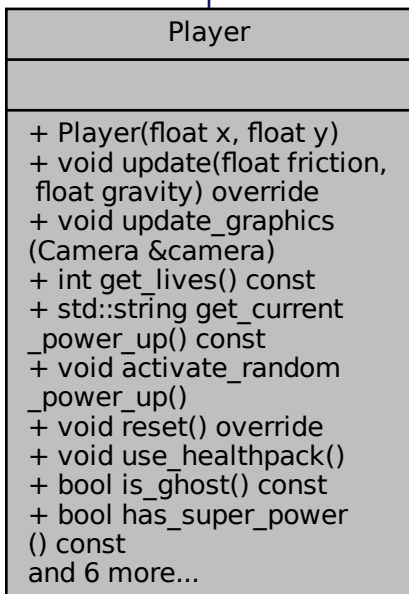 Player
+ Player(float x, float y)
+ void update(float friction,
float gravity) override
+ void update_graphics
(Camera &camera)
+ int get_lives() const
+ std::string get_current
_power_up() const
+ void activate_random
_power_up()
+ void reset() override
+ void use_healthpack()
+ bool is_ghost() const
+ bool has_super_power
() const
and 6 more...